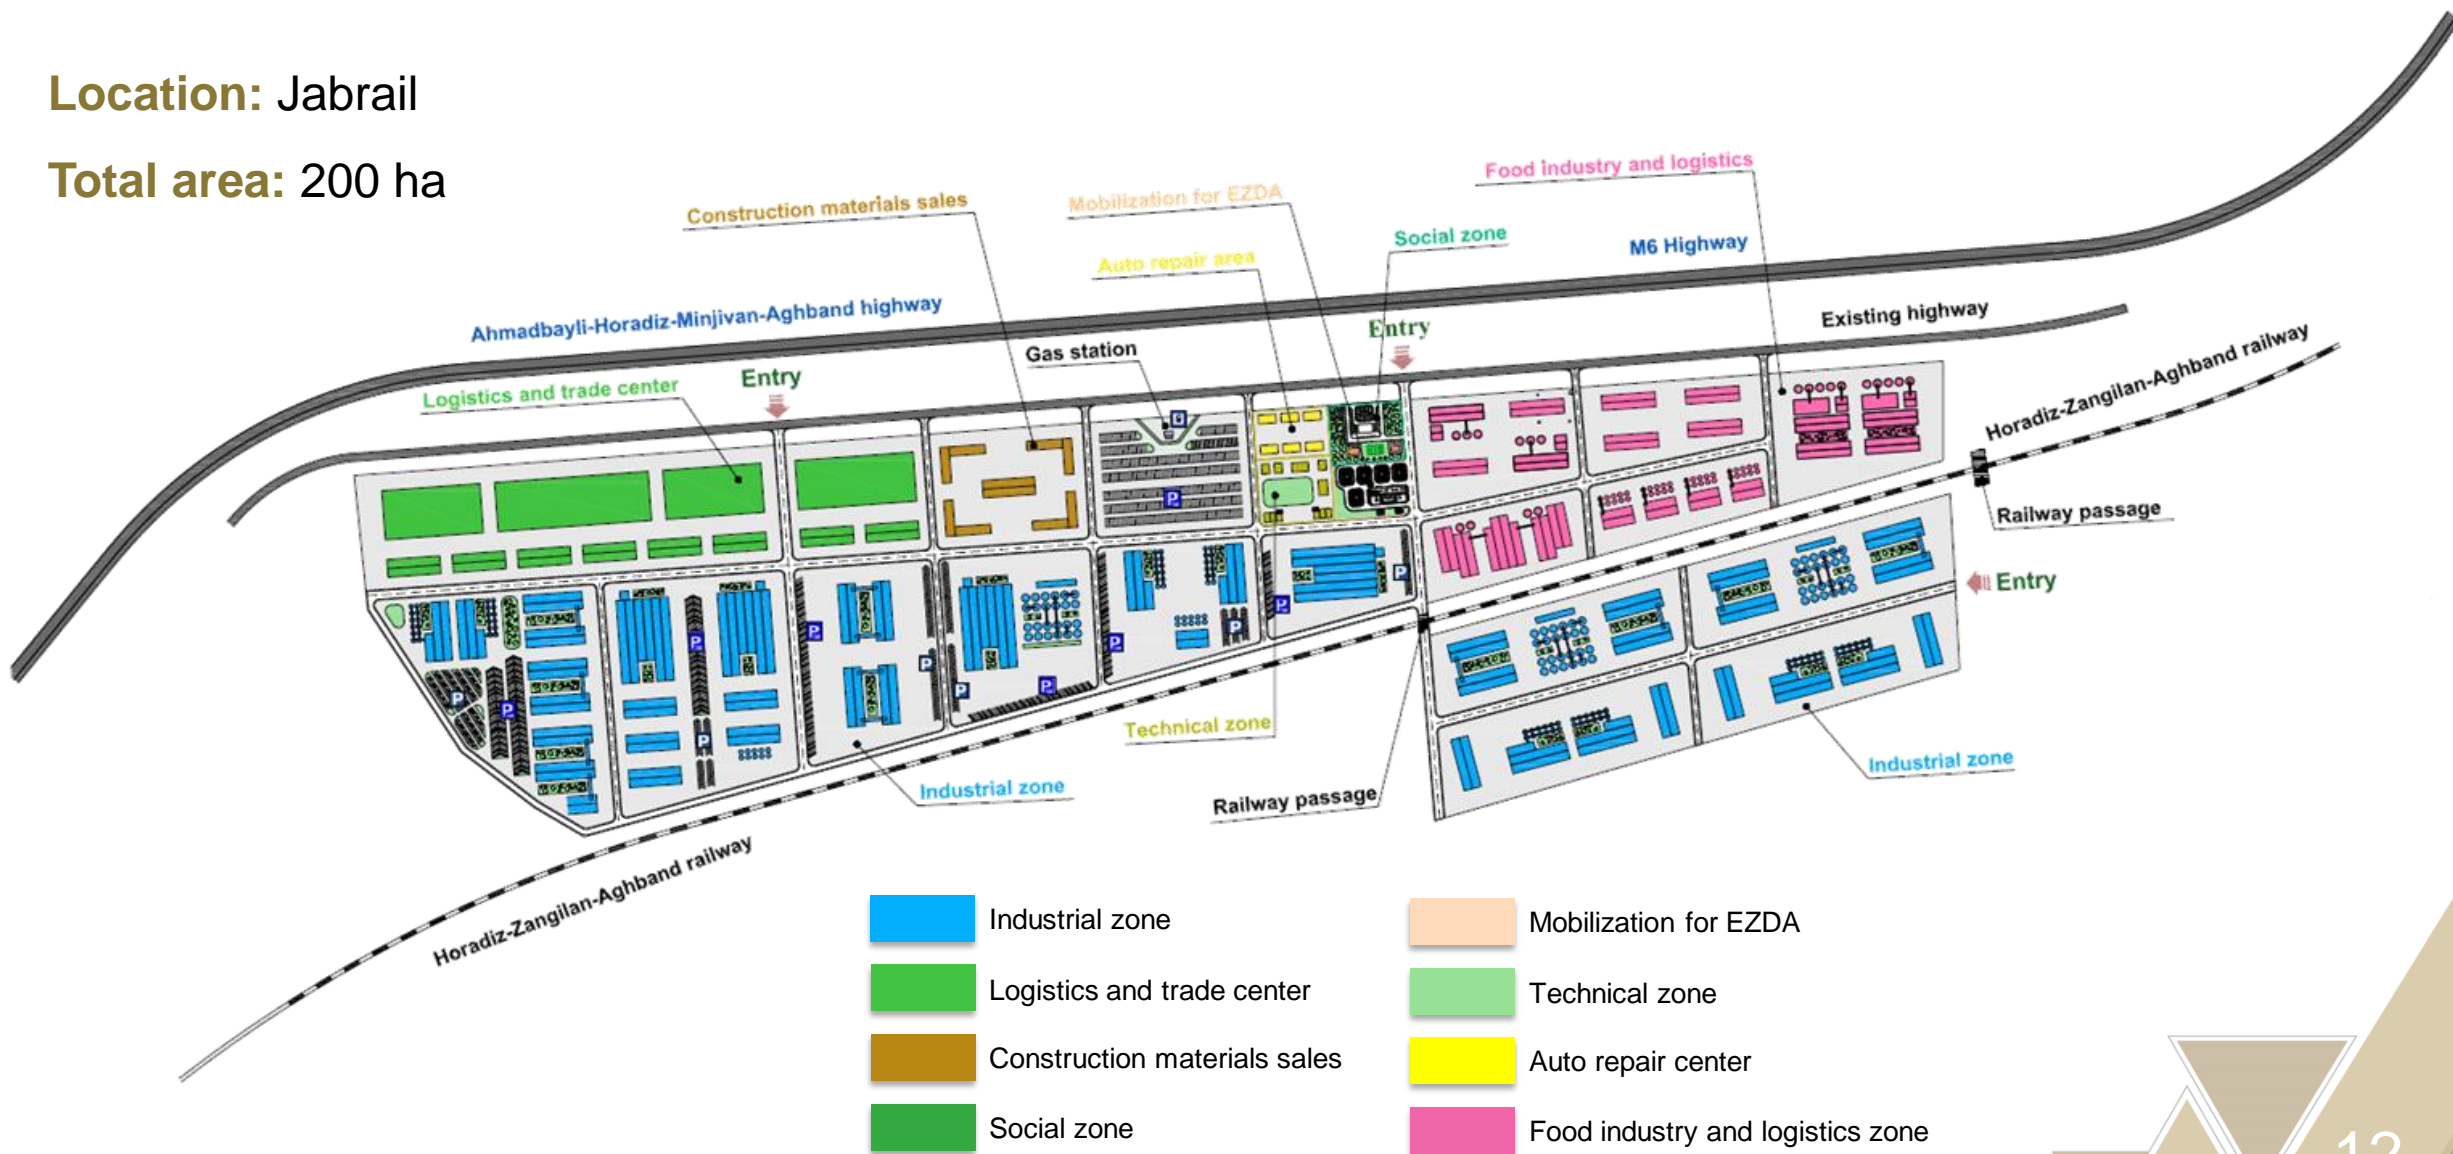 Location: Jabrail
Total area: 200 ha
Food industry and logistics
Construction materials sales
Mobilization for EZDA
Social zone
M6 Highway
Auto repair area
Ahmadbayli-Horadiz-Minjivan-Aghband highway
Existing highway
Entry
Gas station
Horadiz-Zangilan-Aghband railway
Entry
Logistics and trade center
Railway passage
Entry
P
P
P
P
P
P
P
P
P
P
P
P
P
Technical zone
Industrial zone
Industrial zone
Railway passage
Horadiz-Zangilan-Aghband railway
Industrial zone
Mobilization for EZDA
Logistics and trade center
Technical zone
Construction materials sales
Auto repair center
Social zone
Food industry and logistics zone
12